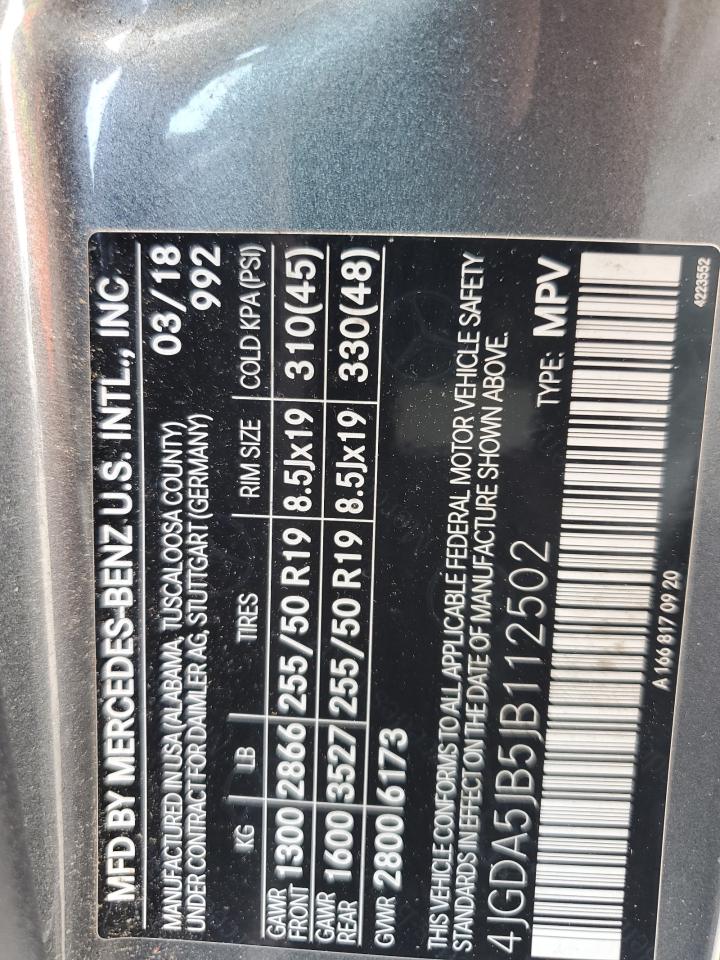 MFD BY MERCEDES-BENZ U.S. INTL., INC
MANUFACTURED IN USA (ALABAMA, TUSCALOOSA COUNTY) 03/18
UNDER CONTRACT FOR DAIMLER AG, STUTTGART (GERMANY) 992
KG LB TIRES RIM SIZE COLD KPA (PSI)
GAWR FRONT 1300 2866 255/50 R19 8.5Jx19 310(45)
GAWR REAR 1600 3527 255/50 R19 8.5Jx19 330(48)
GVWR 2800 6173
THIS VEHICLE CONFORMS TO ALL APPLICABLE FEDERAL MOTOR VEHICLE SAFETY
STANDARDS IN EFFECT ON THE DATE OF MANUFACTURE SHOWN ABOVE.
4JGDA5JB5JB112502 TYPE: MPV
A 166 817 09 20 4223552